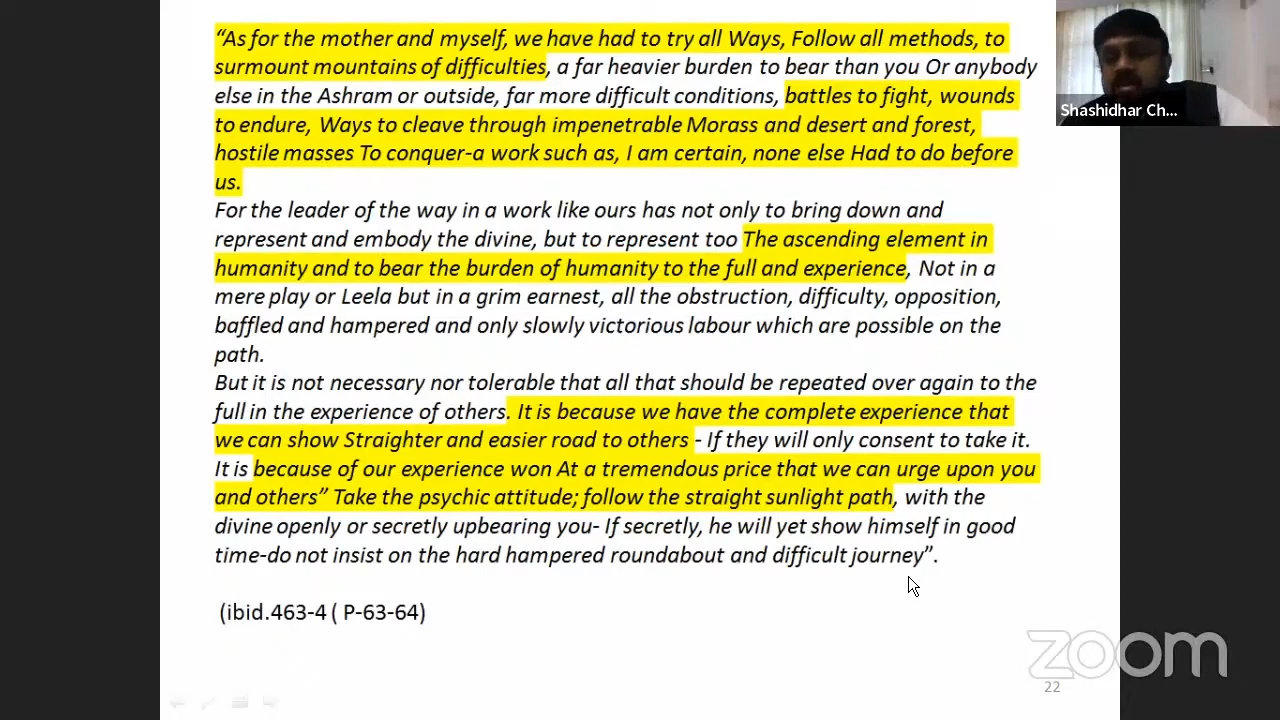 “As for the mother and myself, we have had to try all Ways, Follow all methods, to
surmount mountains of difficulties, a far heavier burden to bear than you Or anybody
else in the Ashram or outside, far more difficult conditions, battles to fight, wounds
to endure, Ways to cleave through impenetrable Morass and desert and forest,
hostile masses To conquer-a work such as, I am certain, none else Had to do before
us.
For the leader of the way in a work like ours has not only to bring down and
represent and embody the divine, but to represent too The ascending element in
humanity and to bear the burden of humanity to the full and experience, Not in a
mere play or Leela but in a grim earnest, all the obstruction, difficulty, opposition,
baffled and hampered and only slowly victorious labour which are possible on the
path.
But it is not necessary nor tolerable that all that should be repeated over again to the
full in the experience of others. It is because we have the complete experience that
we can show Straighter and easier road to others - If they will only consent to take it.
It is because of our experience won At a tremendous price that we can urge upon you
and others” Take the psychic attitude; follow the straight sunlight path, with the
divine openly or secretly upbearing you- If secretly, he will yet show himself in good
time-do not insist on the hard hampered roundabout and difficult journey”.
(ibid.463-4 ( P-63-64)
Shashidhar Ch...
zoom
22